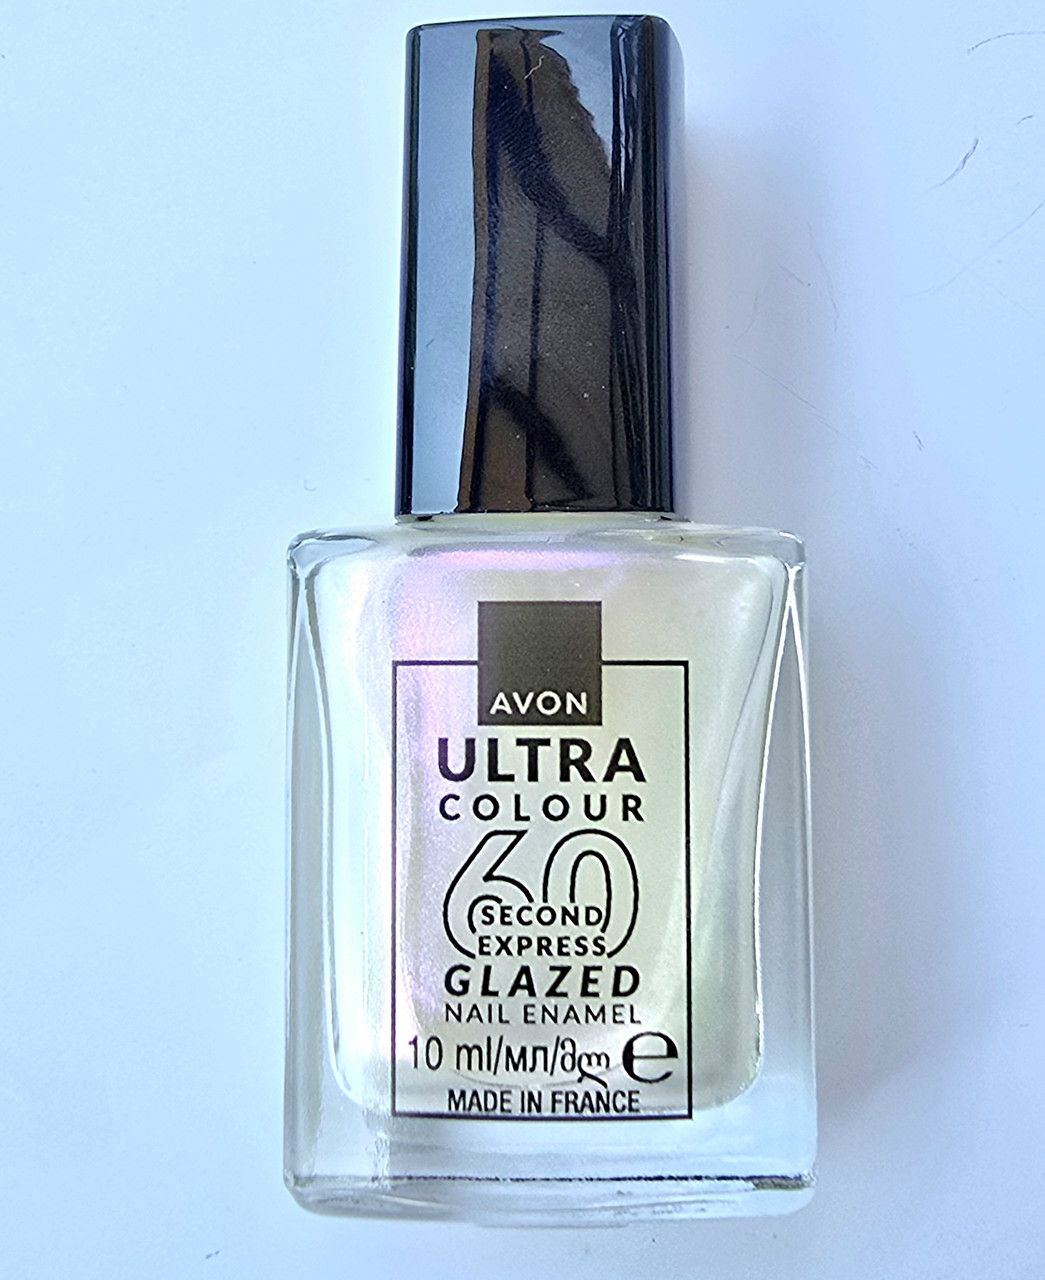 AVON
ULTRA
COLOUR
60
SECOND
EXPRESS
GLAZED
NAIL ENAMEL
10 ml/мл/მლ ℮
MADE IN FRANCE